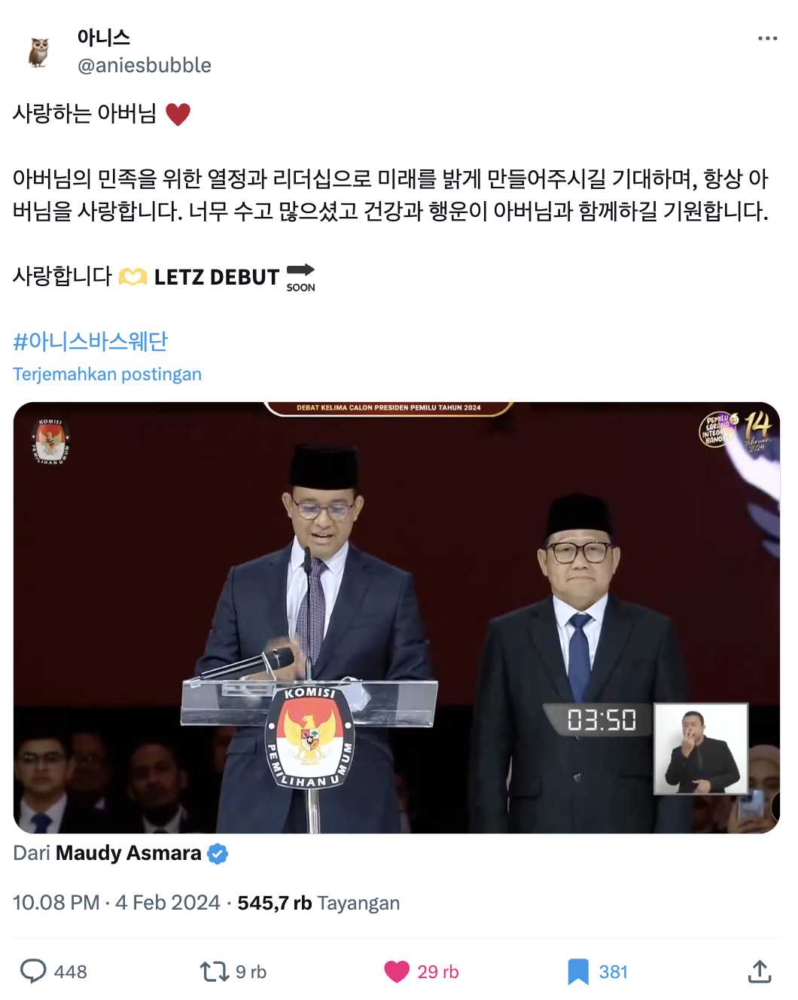 아니스
@aniesbubble
사랑하는 아버님 ❤️
아버님의 민족을 위한 열정과 리더십으로 미래를 밝게 만들어주시길 기대하며, 항상 아
버님을 사랑합니다. 너무 수고 많으셨고 건강과 행운이 아버님과 함께하길 기원합니다.
사랑합니다 🫶 LETZ DEBUT 🔜
#아니스바스웨단
Terjemahkan postingan
DEBAT KELIMA CALON PRESIDEN PEMILU TAHUN 2024
KOMISI
PEMILIHAN UMUM
PEMILU
SARANA
INTEGRASI
BANGSA
14
Februari
2024
KOMISI
PEMILIHAN UMUM
03:50
Dari Maudy Asmara
10.08 PM · 4 Feb 2024 · 545,7 rb Tayangan
448 9 rb 29 rb 381